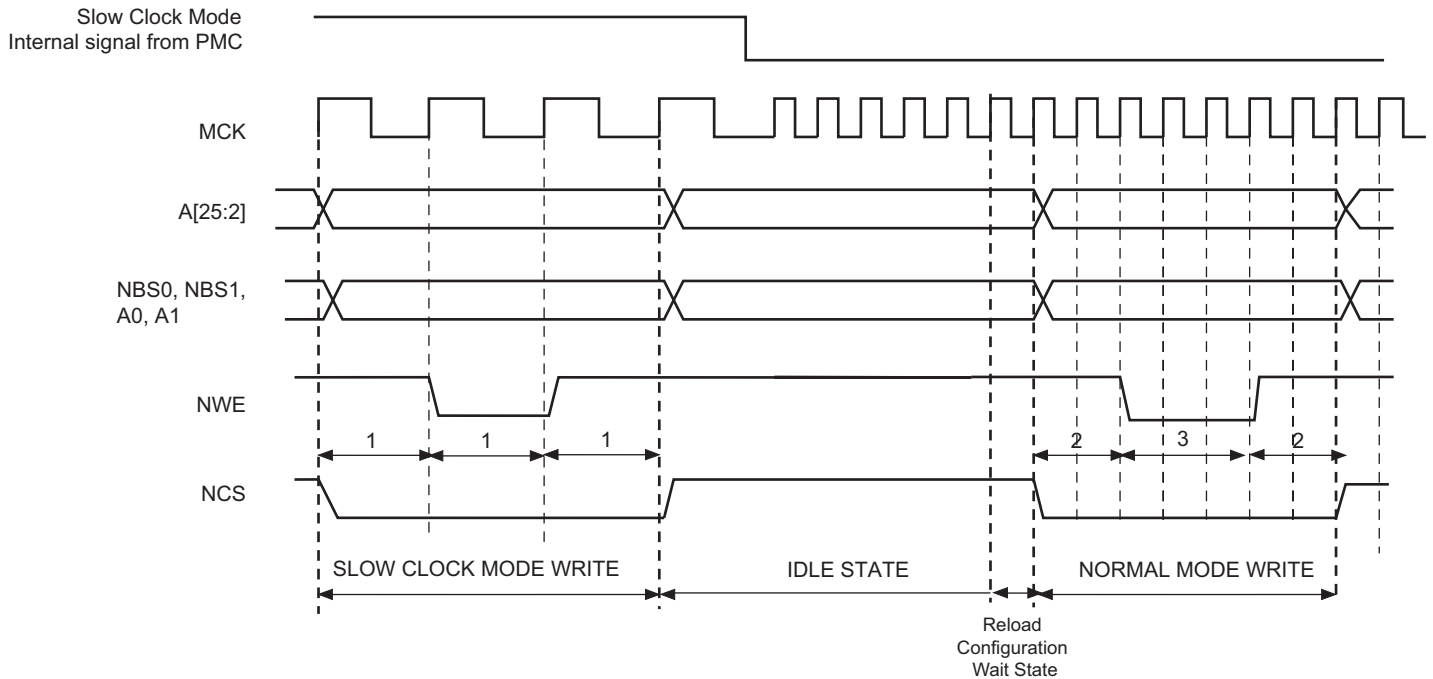 Slow Clock Mode
Internal signal from PMC
MCK
A[25:2]
NBS0, NBS1,
A0, A1
NWE
1 1 1 2 3 2
NCS
SLOW CLOCK MODE WRITE IDLE STATE NORMAL MODE WRITE
Reload
Configuration
Wait State